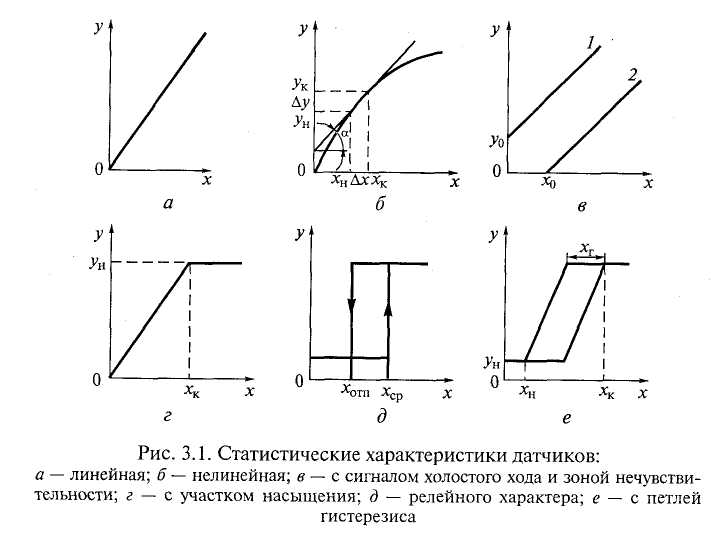 y
0
x
а
y
yк
Δy
yн
α
0
xн Δx xк
x
б
y
1
2
y0
0
x0
x
в
y
yн
0
xк
x
г
y
0
xотп
xср
x
д
y
xг
yн
0
xн
xк
x
е
Рис. 3.1. Статистические характеристики датчиков:
а — линейная; б — нелинейная; в — с сигналом холостого хода и зоной нечувстви-
тельности; г — с участком насыщения; д — релейного характера; е — с петлей
гистерезиса